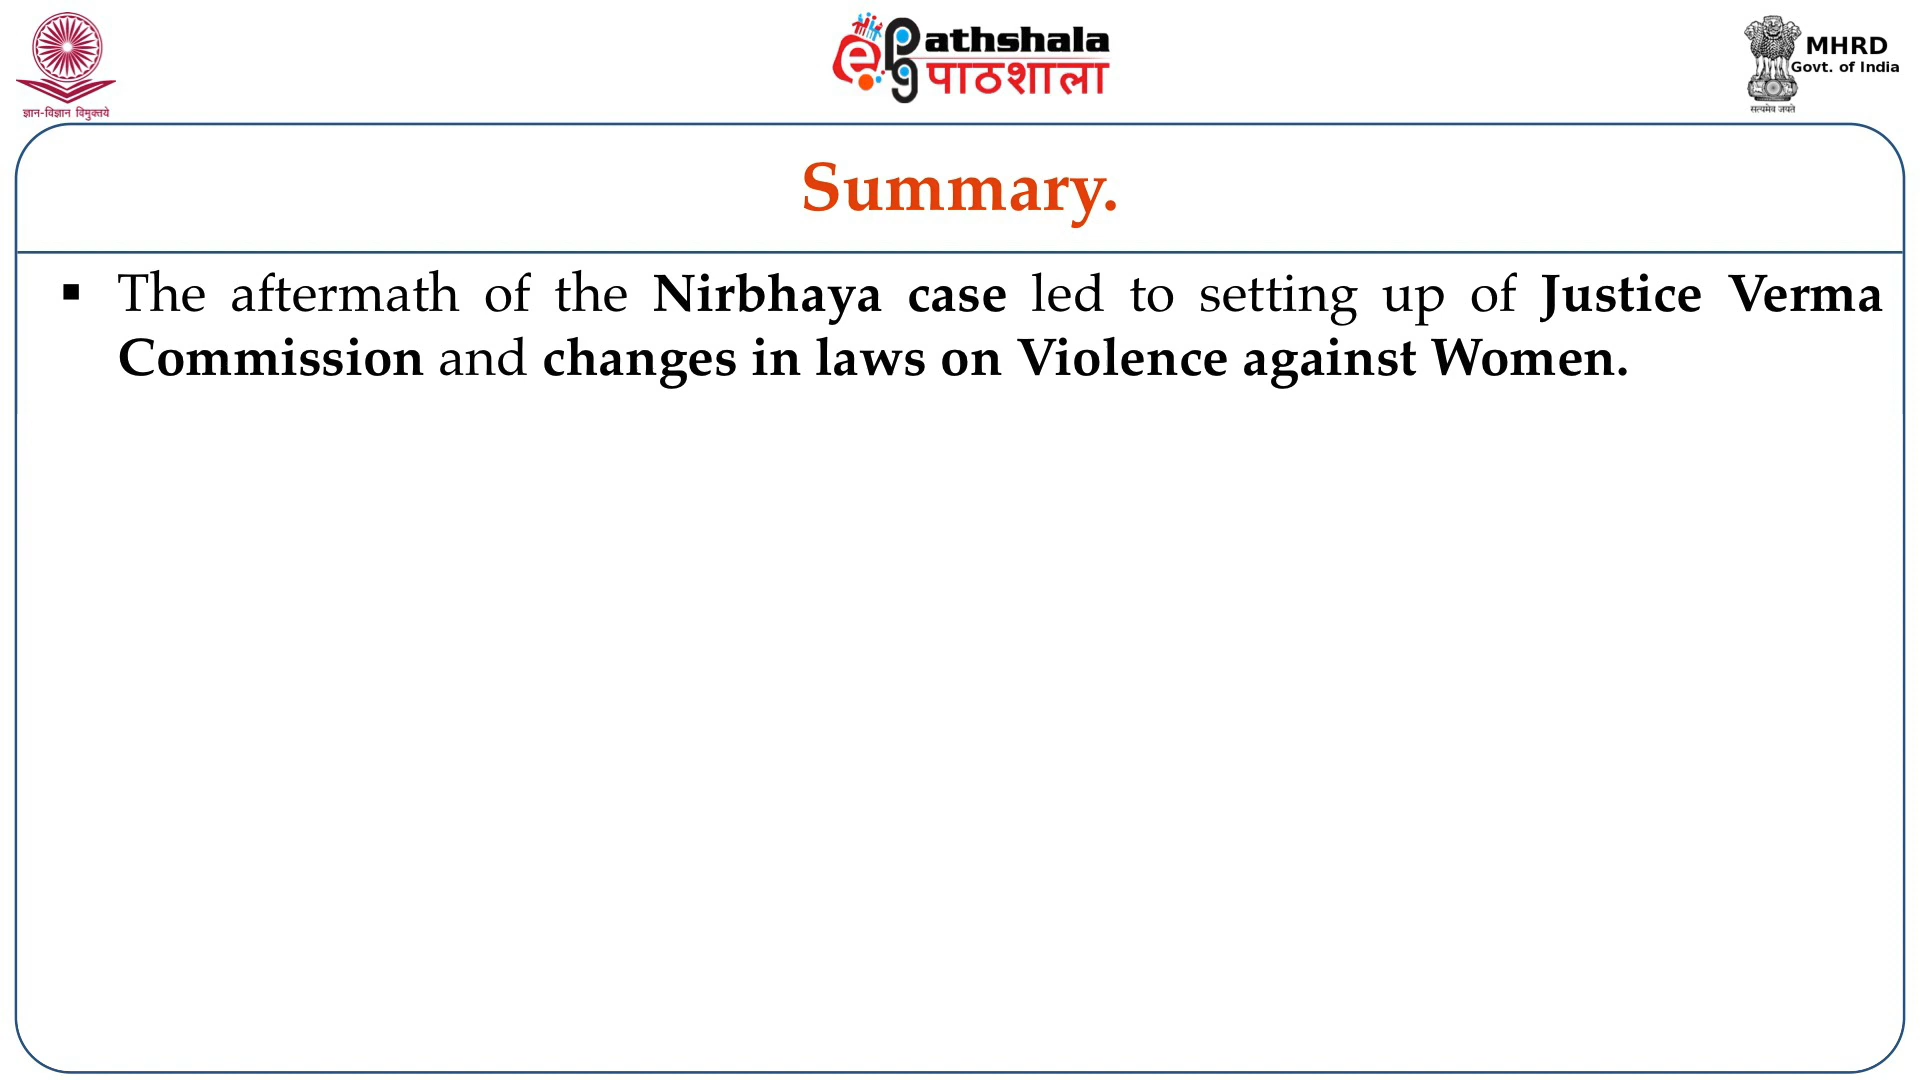 ज्ञान-विज्ञान विमुक्तये
ePathshala
पाठशाला
MHRD
Govt. of India
सत्यमेव जयते
Summary.
▪ The aftermath of the Nirbhaya case led to setting up of Justice Verma
Commission and changes in laws on Violence against Women.